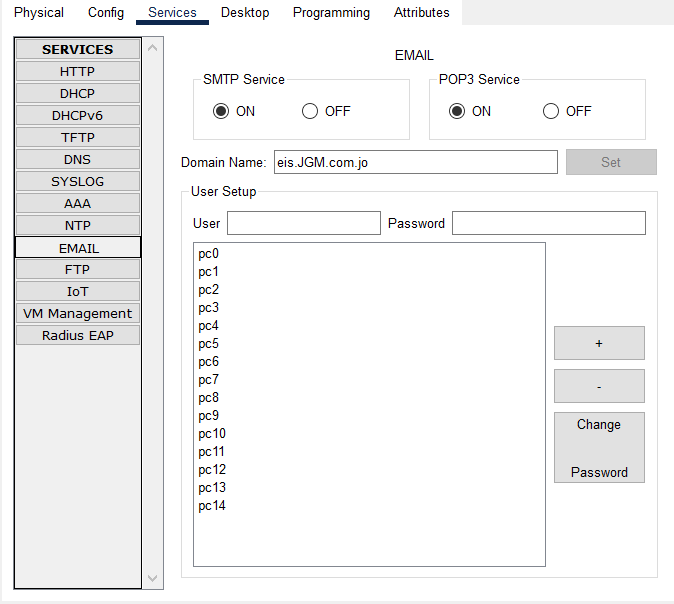 Physical Config Services Desktop Programming Attributes
SERVICES
HTTP
DHCP
DHCPv6
TFTP
DNS
SYSLOG
AAA
NTP
EMAIL
FTP
IoT
VM Management
Radius EAP
EMAIL
SMTP Service
ON OFF
POP3 Service
ON OFF
Domain Name: eis.JGM.com.jo Set
User Setup
User Password
pc0
pc1
pc2
pc3
pc4
pc5
pc6
pc7
pc8
pc9
pc10
pc11
pc12
pc13
pc14
+
-
Change
Password